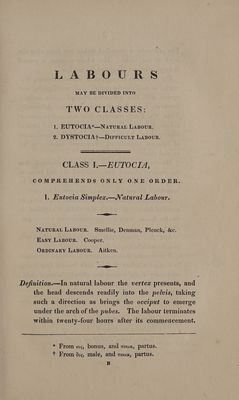 LABOURS
MAY BE DIVIDED INTO
TWO CLASSES:
1. EUTOCIA*—NATURAL LABOUR.
2. DYSTOCIA†—DIFFICULT LABOUR.
CLASS I.—EUTOCIA,
COMPREHENDS ONLY ONE ORDER.
1. Eutocia Simplex.—Natural Labour.
NATURAL LABOUR. Smellie, Denman, Plenck, &c.
EASY LABOUR. Cooper.
ORDINARY LABOUR. Aitken.
Definition.—In natural labour the vertex presents, and
the head descends readily into the pelvis, taking
such a direction as brings the occiput to emerge
under the arch of the pubes. The labour terminates
within twenty-four hours after its commencement.
* From ευς, bonus, and τοκος, partus.
† From δυς, male, and τοκος, partus.
B